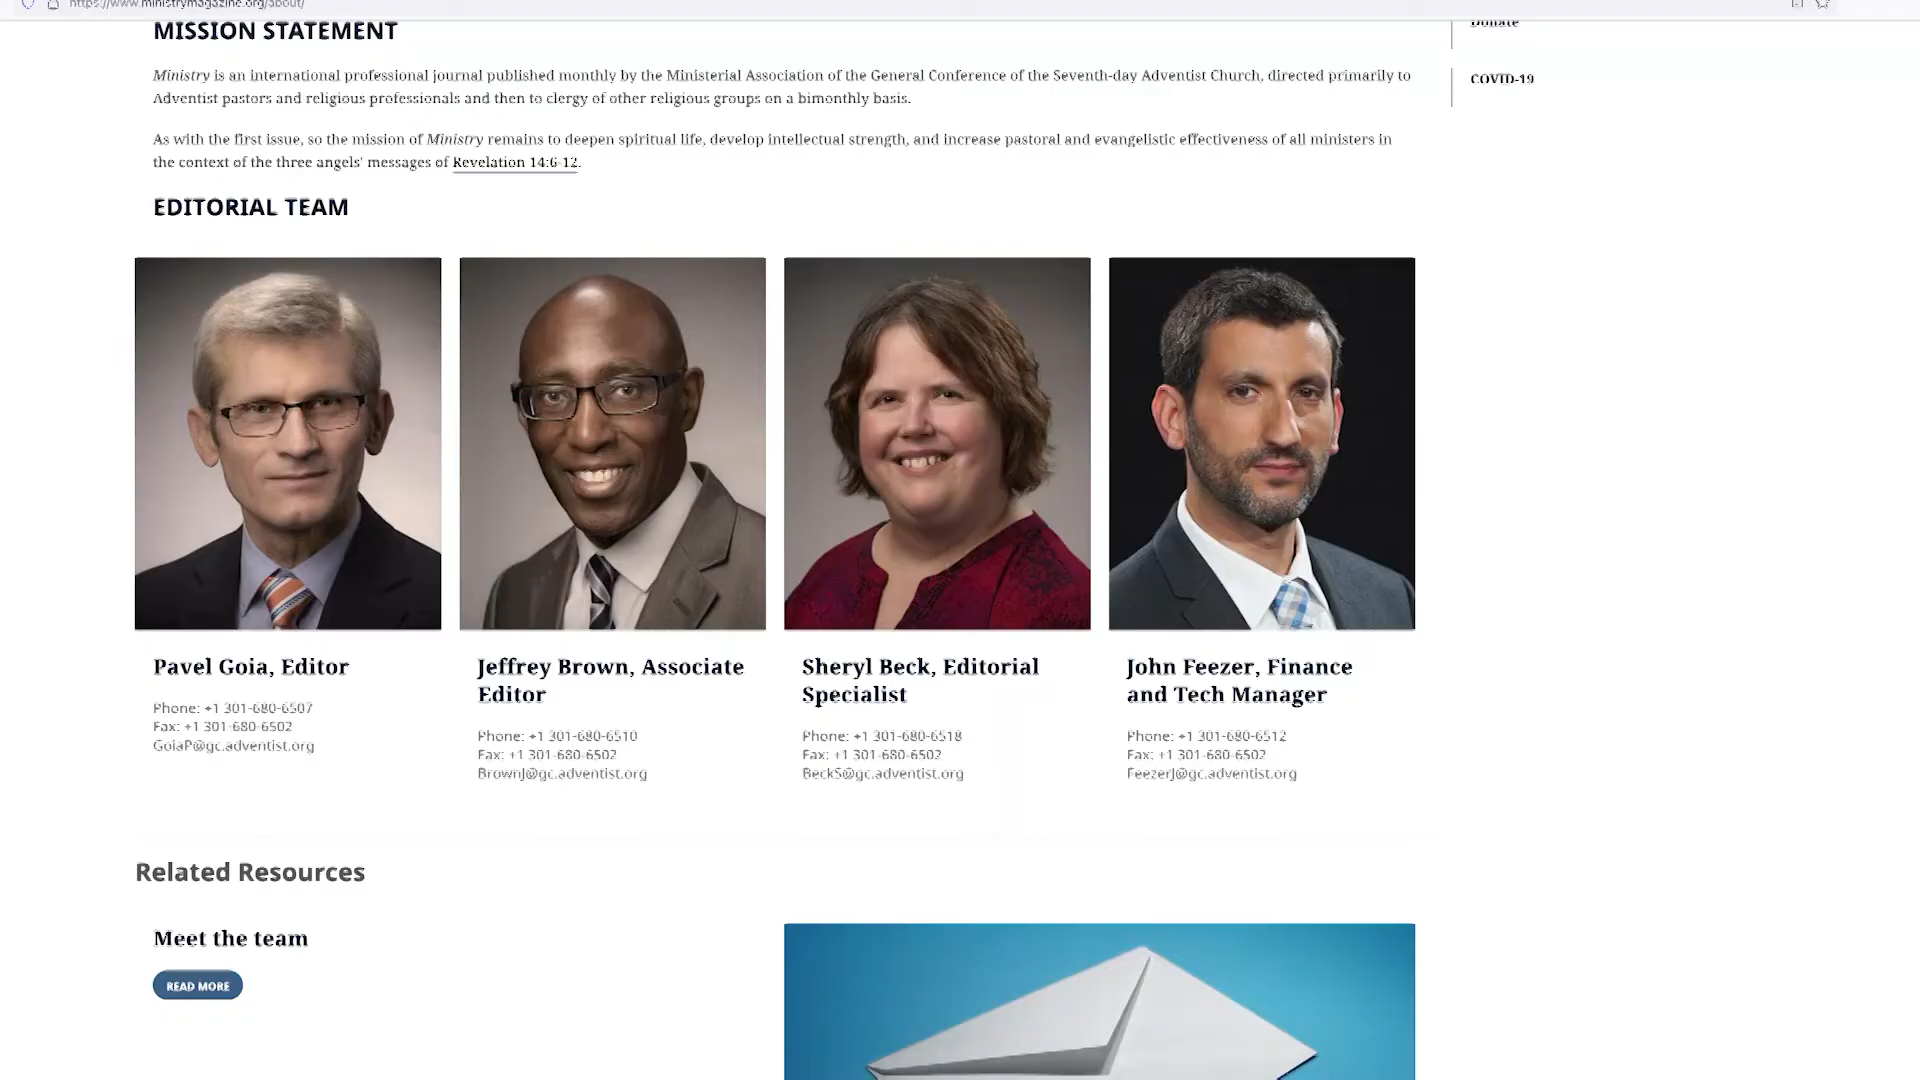 https://www.ministrymagazine.org/about/
MISSION STATEMENT
Donate
Ministry is an international professional journal published monthly by the Ministerial Association of the General Conference of the Seventh-day Adventist Church, directed primarily to
Adventist pastors and religious professionals and then to clergy of other religious groups on a bimonthly basis.
COVID-19
As with the first issue, so the mission of Ministry remains to deepen spiritual life, develop intellectual strength, and increase pastoral and evangelistic effectiveness of all ministers in
the context of the three angels' messages of Revelation 14:6-12.
EDITORIAL TEAM
Pavel Goia, Editor
Phone: +1 301-680-6507
Fax: +1 301-680-6502
GoiaP@gc.adventist.org
Jeffrey Brown, Associate
Editor
Phone: +1 301-680-6510
Fax: +1 301-680-6502
BrownJ@gc.adventist.org
Sheryl Beck, Editorial
Specialist
Phone: +1 301-680-6518
Fax: +1 301-680-6502
BeckS@gc.adventist.org
John Feezer, Finance
and Tech Manager
Phone: +1 301-680-6512
Fax: +1 301-680-6502
FeezerJ@gc.adventist.org
Related Resources
Meet the team
READ MORE